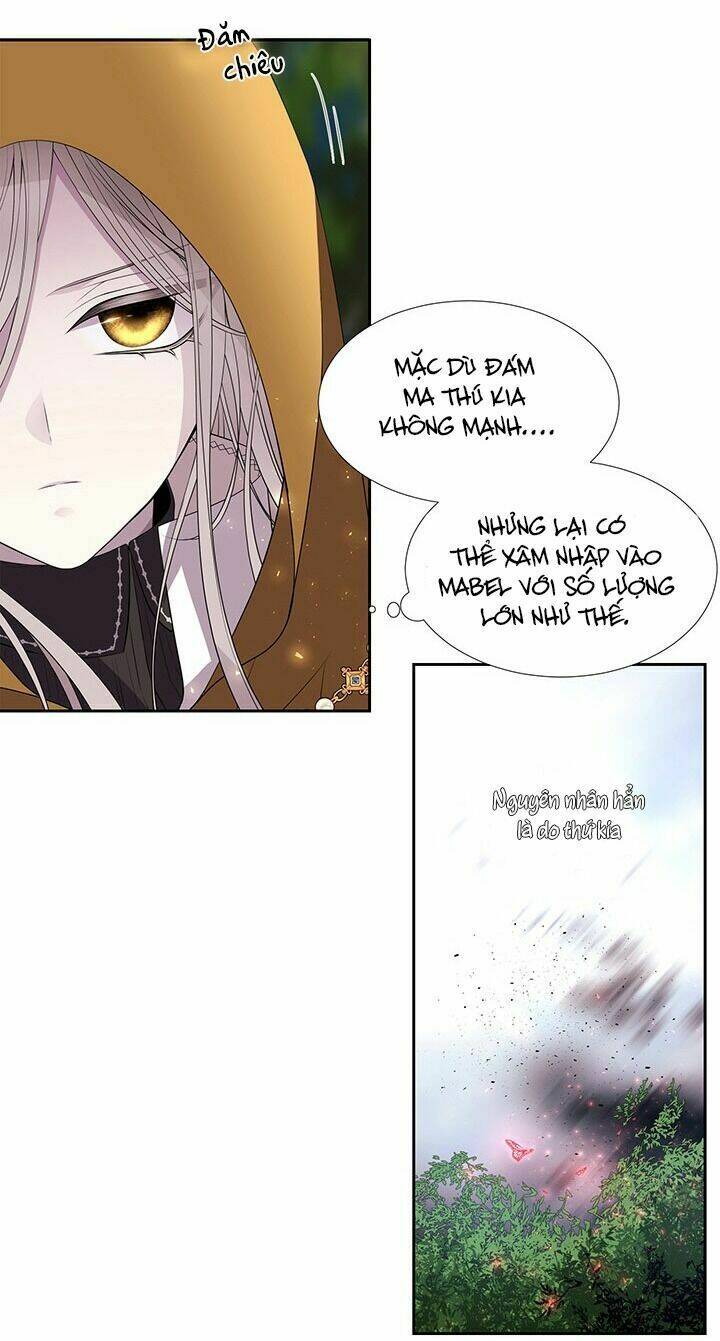 Đăm
chiêu
MẶC DÙ ĐÁM
MA THÚ KIA
KHÔNG MẠNH....
NHƯNG LẠI CÓ
THỂ XÂM NHẬP VÀO
MABEL VỚI SỐ LƯỢNG
LỚN NHƯ THẾ.
Nguyên nhân hẳn
là do thứ kia